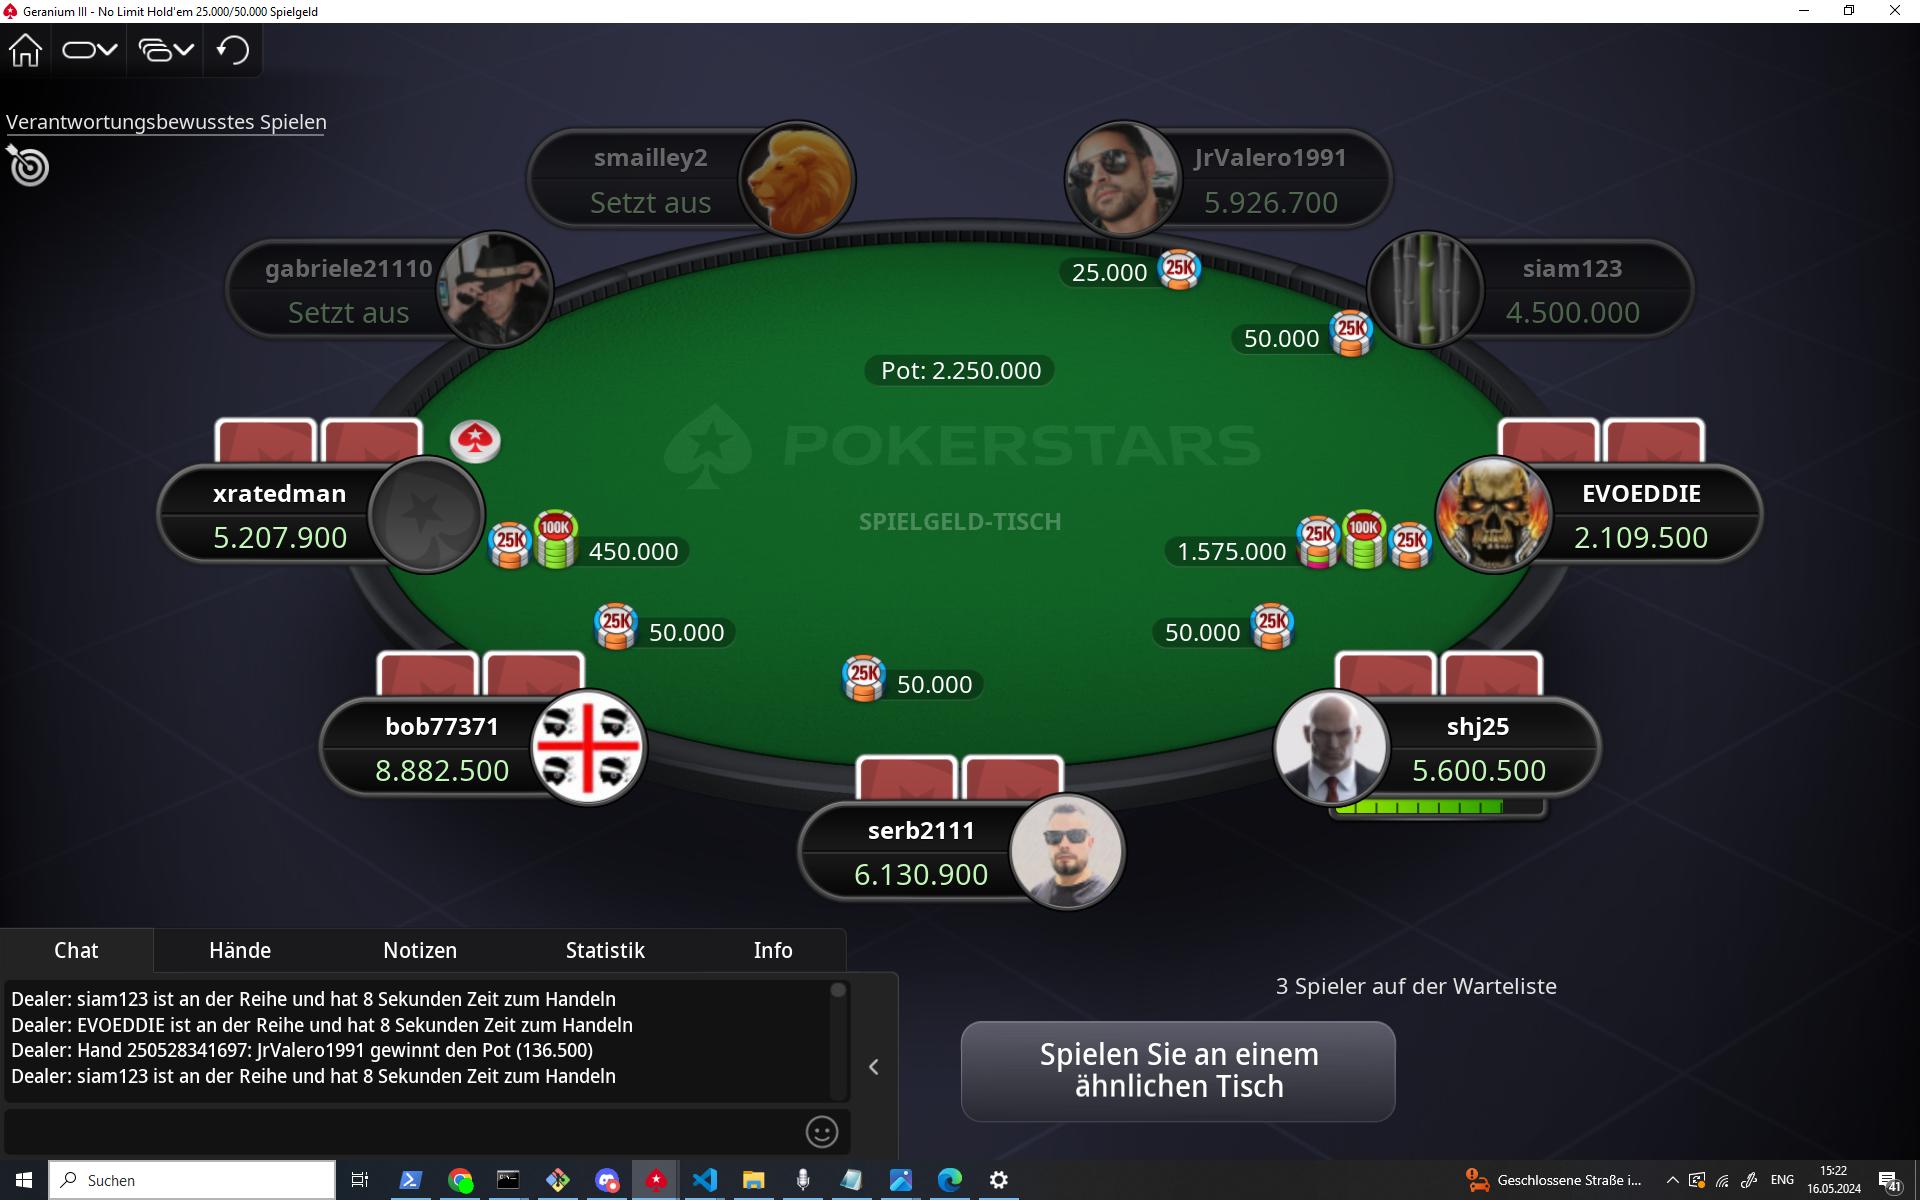 Geranium III - No Limit Hold'em 25.000/50.000 Spielgeld
Verantwortungsbewusstes Spielen
smailley2
Setzt aus
JrValero1991
5.926.700
gabriele21110
Setzt aus
siam123
4.500.000
25.000
25K
50.000
25K
Pot: 2.250.000
POKERSTARS
SPIELGELD-TISCH
xratedman
5.207.900
25K
100K
450.000
EVOEDDIE
2.109.500
1.575.000
25K
100K
25K
25K
50.000
50.000
25K
25K
50.000
bob77371
8.882.500
shj25
5.600.500
serb2111
6.130.900
Chat
Hände
Notizen
Statistik
Info
Dealer: siam123 ist an der Reihe und hat 8 Sekunden Zeit zum Handeln
Dealer: EVOEDDIE ist an der Reihe und hat 8 Sekunden Zeit zum Handeln
Dealer: Hand 250528341697: JrValero1991 gewinnt den Pot (136.500)
Dealer: siam123 ist an der Reihe und hat 8 Sekunden Zeit zum Handeln
3 Spieler auf der Warteliste
Spielen Sie an einem
ähnlichen Tisch
Suchen
Geschlossene Straße i...
ENG
15:22
16.05.2024
41